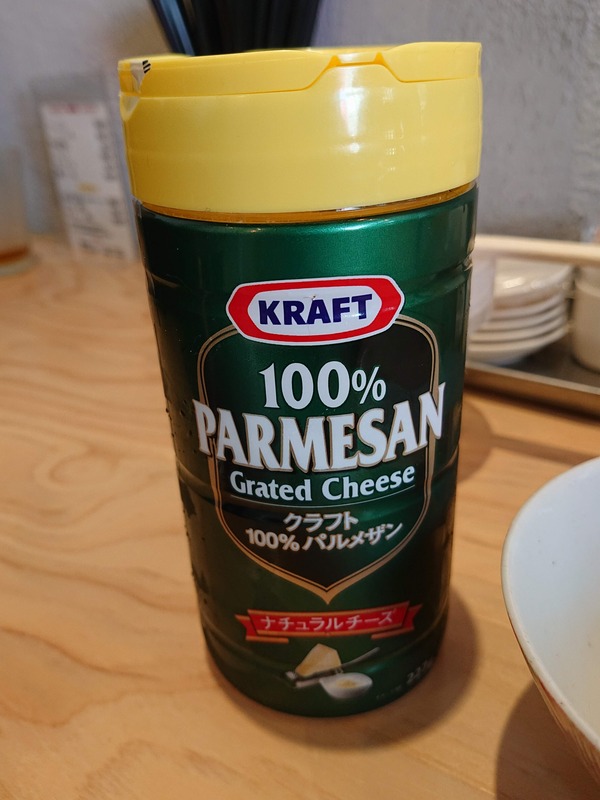 KRAFT
100%
PARMESAN
Grated Cheese
クラフト
100% パルメザン
ナチュラルチーズ
227g